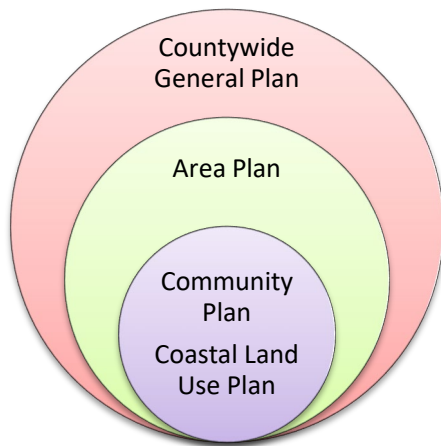 Countywide
General Plan
Area Plan
Community
Plan
Coastal Land
Use Plan